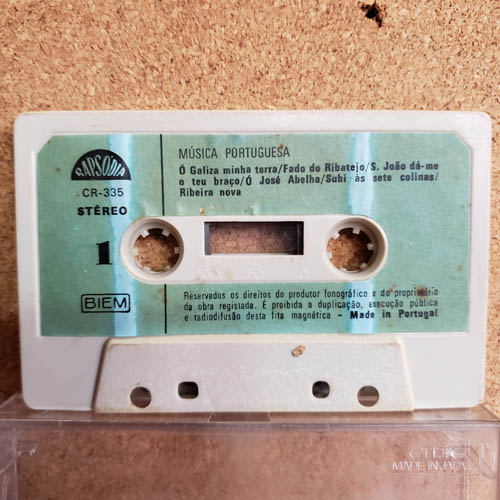 RAPSODIA
CR-335
STÉREO
1
BIEM
MÚSICA PORTUGUESA
Ó Galiza minha terra/Fado do Ribatejo/S. João dá-me
o teu braço/Ó José Abelha/Subi às sete colinas/
Ribeira nova
Reservados os direitos do produtor fonográfico e do proprietário
da obra registada. É proibida a duplicação, execução pública
e radiodifusão desta fita magnética - Made in Portugal
MADE IN JAPAN